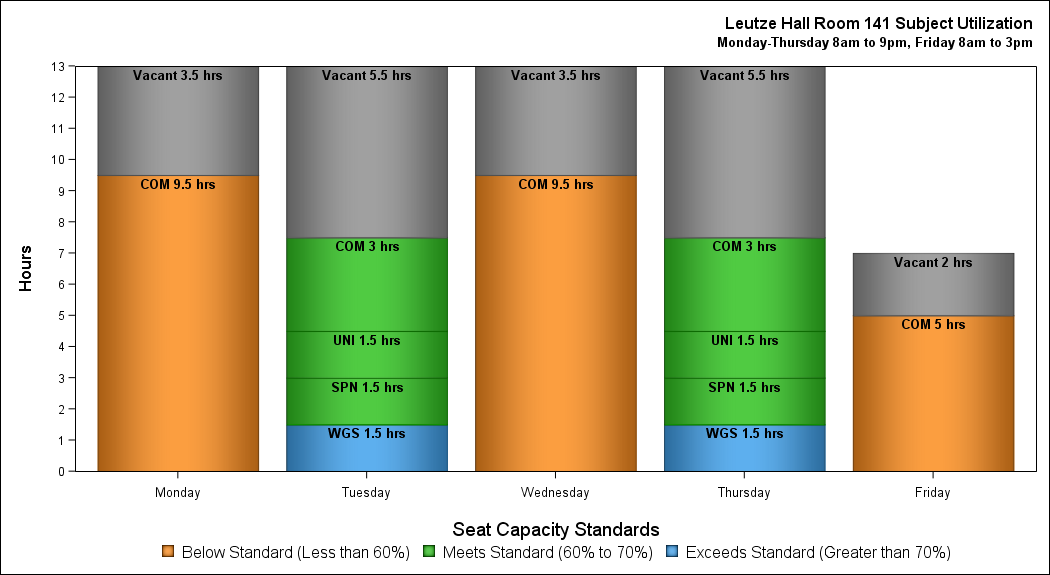 Leutze Hall Room 141 Subject Utilization
Monday-Thursday 8am to 9pm, Friday 8am to 3pm
Hours
13
12
11
10
9
8
7
6
5
4
3
2
1
0
Vacant 3.5 hrs
COM 9.5 hrs
Vacant 5.5 hrs
COM 3 hrs
UNI 1.5 hrs
SPN 1.5 hrs
WGS 1.5 hrs
Vacant 3.5 hrs
COM 9.5 hrs
Vacant 5.5 hrs
COM 3 hrs
UNI 1.5 hrs
SPN 1.5 hrs
WGS 1.5 hrs
Vacant 2 hrs
COM 5 hrs
Monday Tuesday Wednesday Thursday Friday
Seat Capacity Standards
Below Standard (Less than 60%) Meets Standard (60% to 70%) Exceeds Standard (Greater than 70%)